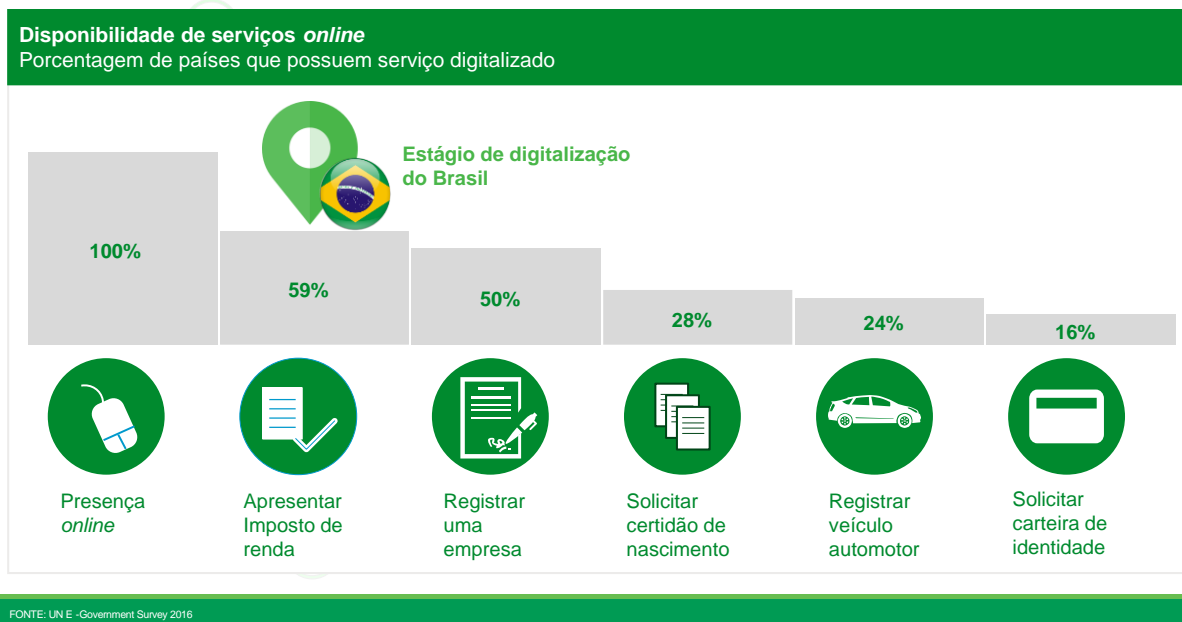 Disponibilidade de serviços online
Porcentagem de países que possuem serviço digitalizado
Estágio de digitalização
do Brasil
100%
59%
50%
28%
24%
16%
Presença
online
Apresentar
Imposto de
renda
Registrar
uma
empresa
Solicitar
certidão de
nascimento
Registrar
veículo
automotor
Solicitar
carteira de
identidade
FONTE: UN E -Government Survey 2016